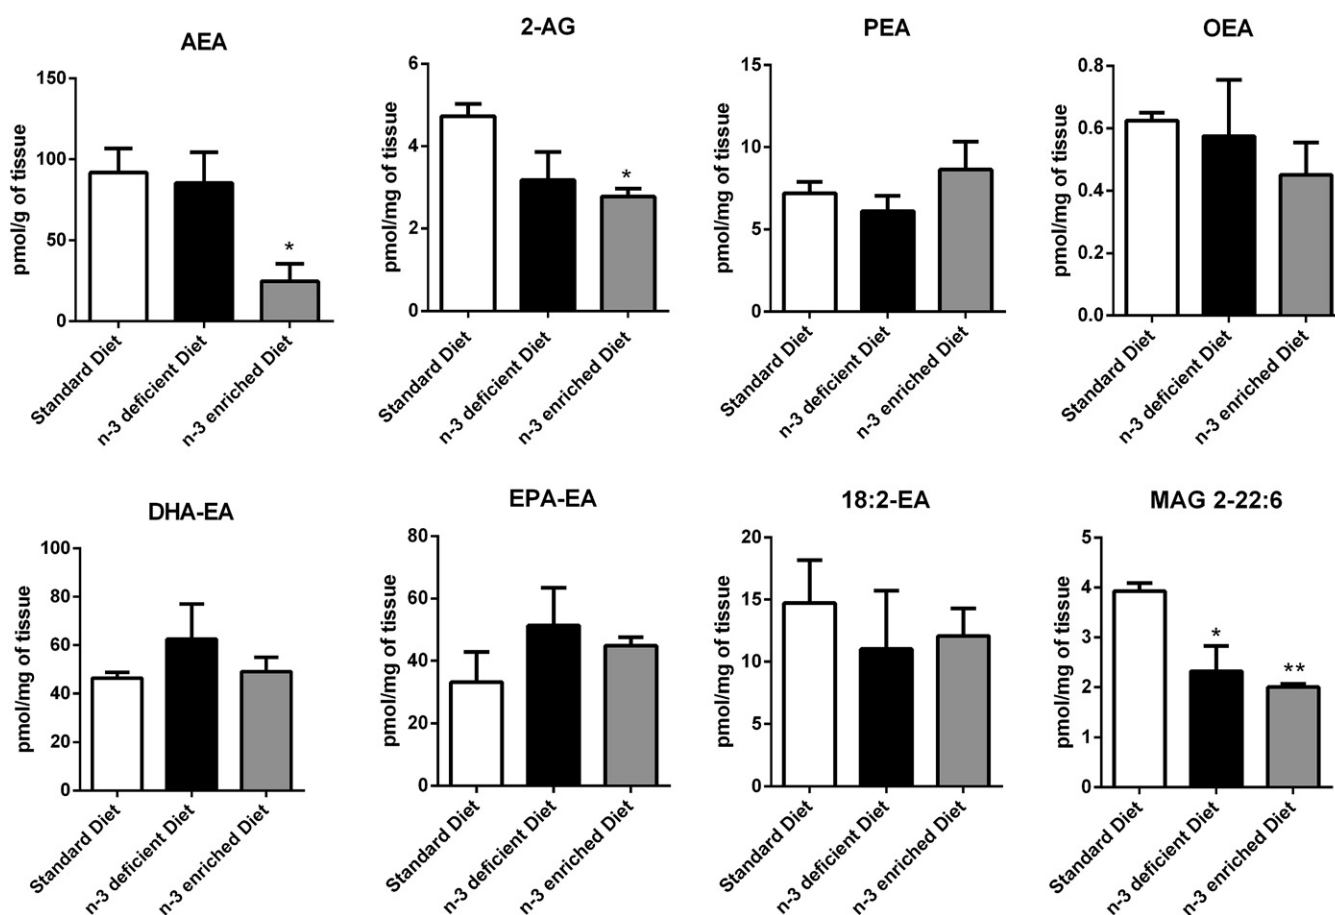 AEA
pmol/g of tissue
150
100
50
0
*
Standard Diet
n-3 deficient Diet
n-3 enriched Diet
2-AG
pmol/mg of tissue
6
4
2
0
*
Standard Diet
n-3 deficient Diet
n-3 enriched Diet
PEA
pmol/mg of tissue
15
10
5
0
Standard Diet
n-3 deficient Diet
n-3 enriched Diet
OEA
pmol/mg of tissue
0.8
0.6
0.4
0.2
0.0
Standard Diet
n-3 deficient Diet
n-3 enriched Diet
DHA-EA
pmol/mg of tissue
100
80
60
40
20
0
Standard Diet
n-3 deficient Diet
n-3 enriched Diet
EPA-EA
pmol/mg of tissue
80
60
40
20
0
Standard Diet
n-3 deficient Diet
n-3 enriched Diet
18:2-EA
pmol/mg of tissue
20
15
10
5
0
Standard Diet
n-3 deficient Diet
n-3 enriched Diet
MAG 2-22:6
pmol/mg of tissue
5
4
3
2
1
0
*
**
Standard Diet
n-3 deficient Diet
n-3 enriched Diet